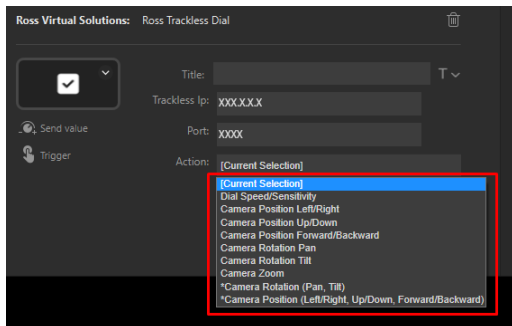 Ross Virtual Solutions: Ross Trackless Dial
Title:
T
Trackless Ip: XXX.X.X.X
Send value
Port: XXXX
Trigger
Action: [Current Selection]
[Current Selection]
Dial Speed/Sensitivity
Camera Position Left/Right
Camera Position Up/Down
Camera Position Forward/Backward
Camera Rotation Pan
Camera Rotation Tilt
Camera Zoom
*Camera Rotation (Pan, Tilt)
*Camera Position (Left/Right, Up/Down, Forward/Backward)